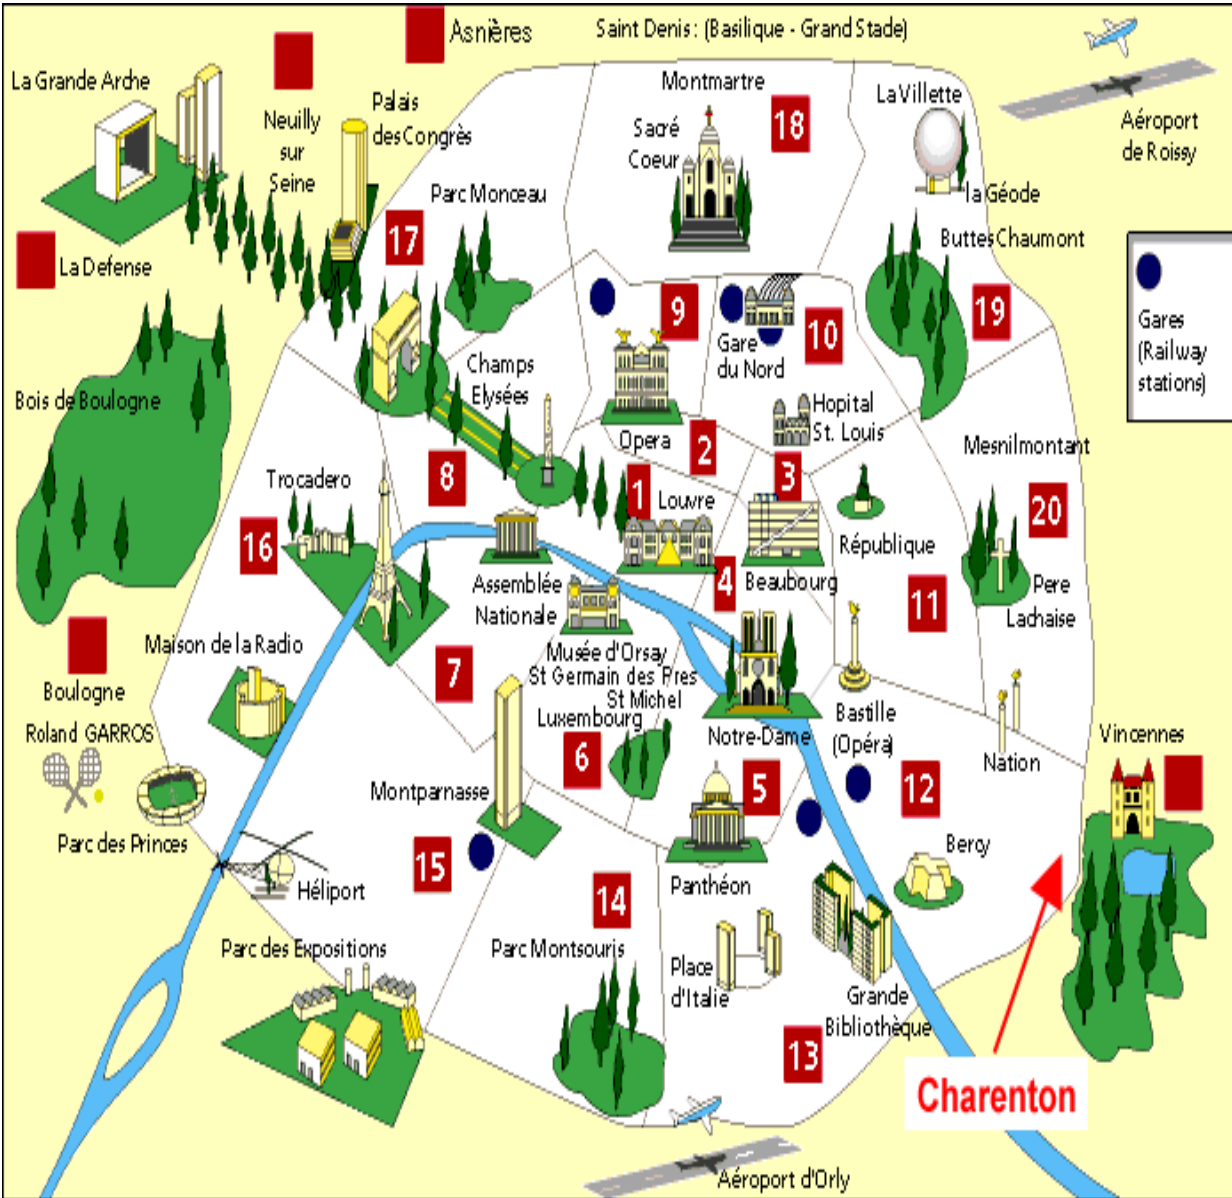 Asnières
Saint Denis : (Basilique - Grand Stade)
La Grande Arche
Neuilly
sur
Seine
Palais
des Congrès
Montmartre
18
Sacré
Coeur
La Villette
la Géode
Aéroport
de Roissy
Parc Monceau
17
La Defense
Buttes Chaumont
19
Gares
(Railway
stations)
9
10
Gare
du Nord
Champs
Elysées
Bois de Boulogne
Opera
Hopital
St. Louis
2
Mesnilmontant
8
3
1
Louvre
Trocadero
20
16
République
Assemblée
Nationale
4
Beaubourg
11
Pere
Lachaise
Maison de la Radio
7
Musée d'Orsay
St Germain des Pres
St Michel
Luxembourg
Boulogne
Roland GARROS
Notre-Dame
Bastille
(Opéra)
Nation
Vincennes
6
5
12
Montparnasse
Parc des Princes
15
Bercy
Héliport
Panthéon
14
Parc des Expositions
Parc Montsouris
Place
d'Italie
Grande
Bibliothèque
13
Charenton
Aéroport d'Orly